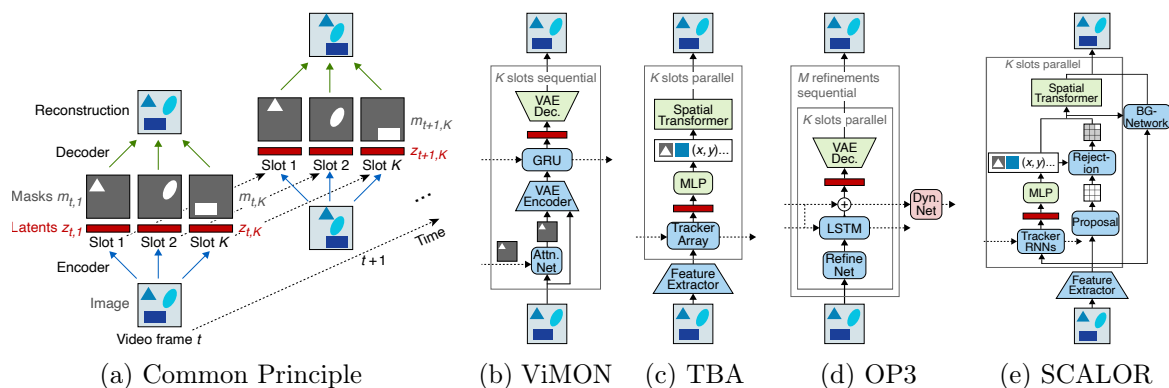 Reconstruction
Decoder
Masks m_{t,1}
m_{t,K}
Latents z_{t,1}
z_{t,K}
Slot 1 Slot 2 Slot K
Encoder
Image
Video frame t
m_{t+1,K}
z_{t+1,K}
Slot 1 Slot 2 Slot K
...
t+1
Time
(a) Common Principle
K slots sequential
VAE
Dec.
GRU
VAE
Encoder
Attn.
Net
(b) ViMON
K slots parallel
Spatial
Transformer
(x, y)...
MLP
Tracker
Array
Feature
Extractor
(c) TBA
M refinements
sequential
K slots parallel
VAE
Dec.
+
Dyn.
Net
LSTM
Refine
Net
(d) OP3
K slots parallel
Spatial
Transformer
BG-
Network
(x, y)...
Reject-
ion
MLP
Proposal
Tracker
RNNs
Feature
Extractor
(e) SCALOR